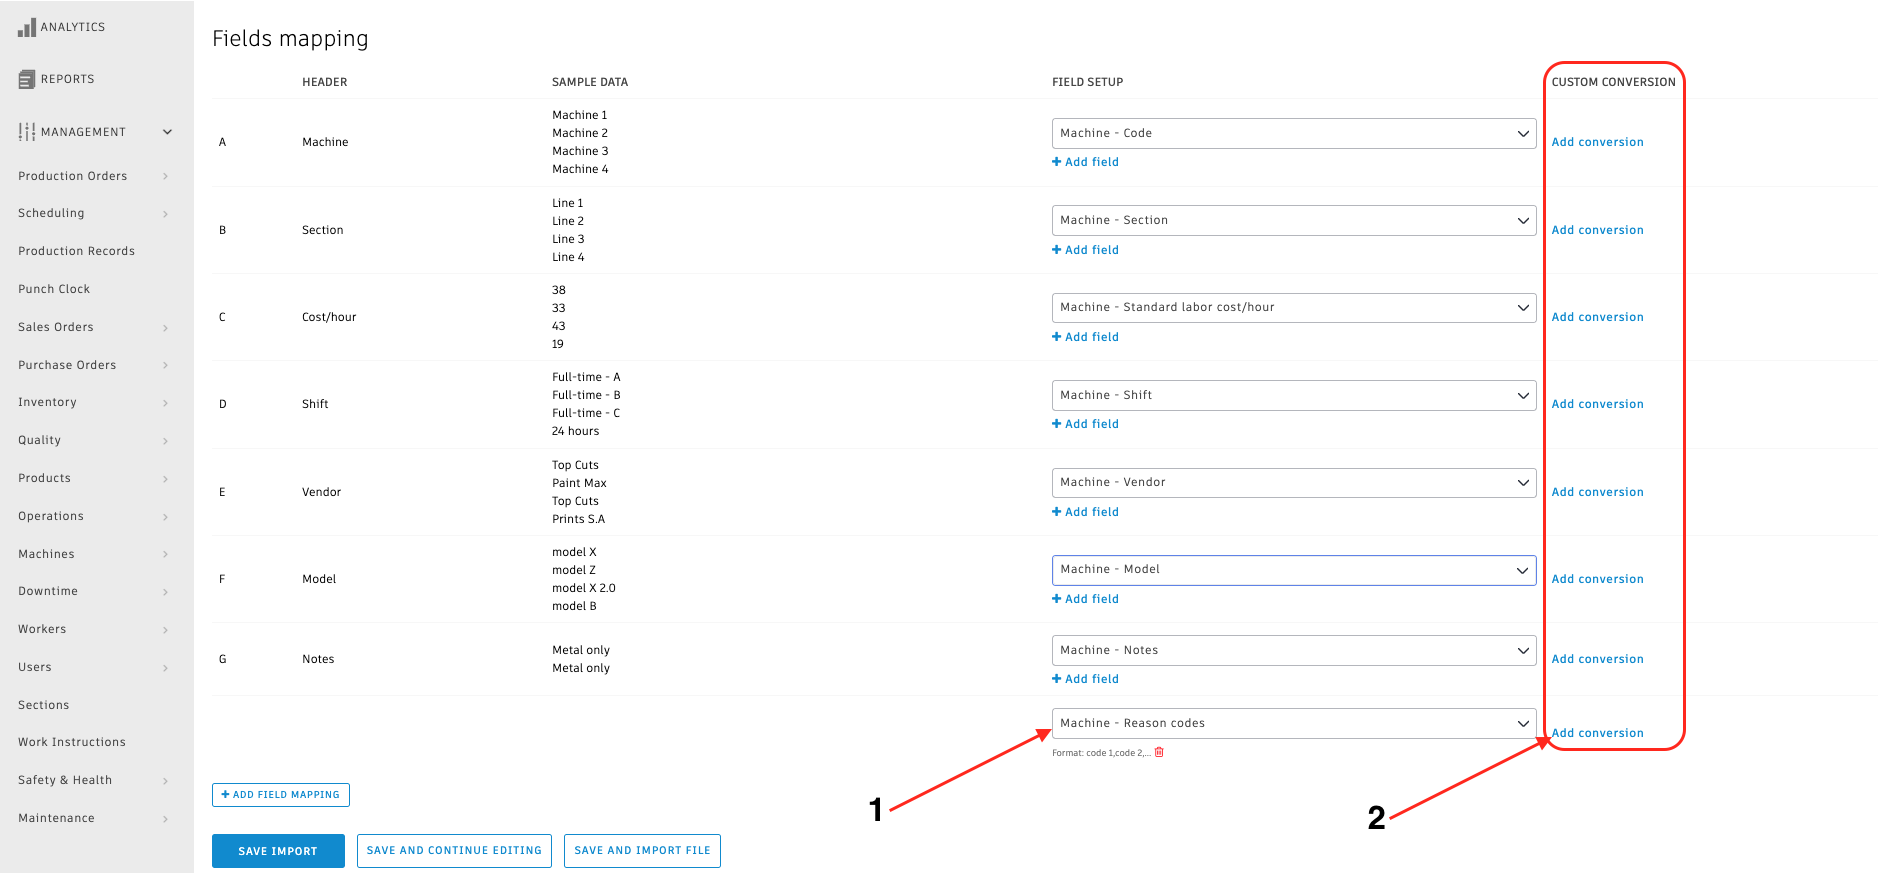 ANALYTICS
REPORTS
MANAGEMENT
Production Orders
Scheduling
Production Records
Punch Clock
Sales Orders
Purchase Orders
Inventory
Quality
Products
Operations
Machines
Downtime
Workers
Users
Sections
Work Instructions
Safety & Health
Maintenance
Fields mapping
HEADER SAMPLE DATA FIELD SETUP CUSTOM CONVERSION
A Machine
Machine 1
Machine 2
Machine 3
Machine 4
Machine - Code
+ Add field
Add conversion
B Section
Line 1
Line 2
Line 3
Line 4
Machine - Section
+ Add field
Add conversion
C Cost/hour
38
33
43
19
Machine - Standard labor cost/hour
+ Add field
Add conversion
D Shift
Full-time - A
Full-time - B
Full-time - C
24 hours
Machine - Shift
+ Add field
Add conversion
E Vendor
Top Cuts
Paint Max
Top Cuts
Prints S.A
Machine - Vendor
+ Add field
Add conversion
F Model
model X
model Z
model X 2.0
model B
Machine - Model
+ Add field
Add conversion
G Notes
Metal only
Metal only
Machine - Notes
+ Add field
Add conversion
Machine - Reason codes
Format: code 1,code 2,...
Add conversion
1
2
+ ADD FIELD MAPPING
SAVE IMPORT SAVE AND CONTINUE EDITING SAVE AND IMPORT FILE